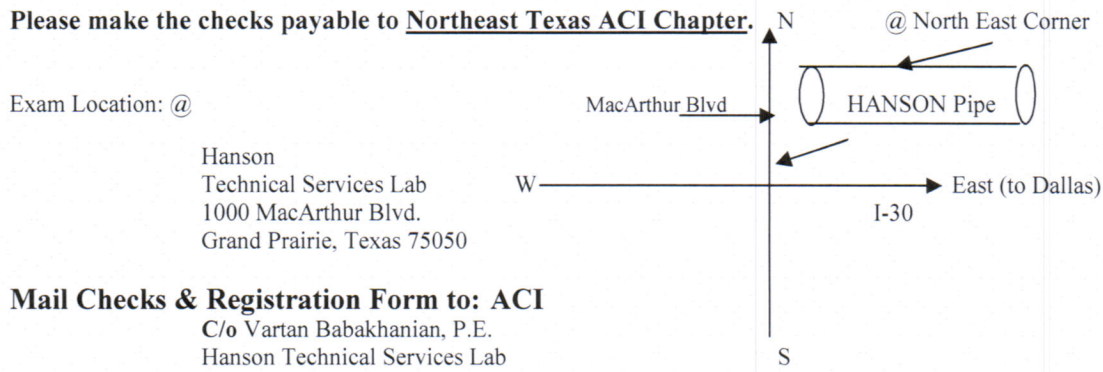 Please make the checks payable to Northeast Texas ACI Chapter.
N
@ North East Corner
Exam Location: @
MacArthur Blvd
HANSON Pipe
Hanson
Technical Services Lab
1000 MacArthur Blvd.
Grand Prairie, Texas 75050
W
East (to Dallas)
I-30
Mail Checks & Registration Form to: ACI
C/o Vartan Babakhanian, P.E.
Hanson Technical Services Lab
S